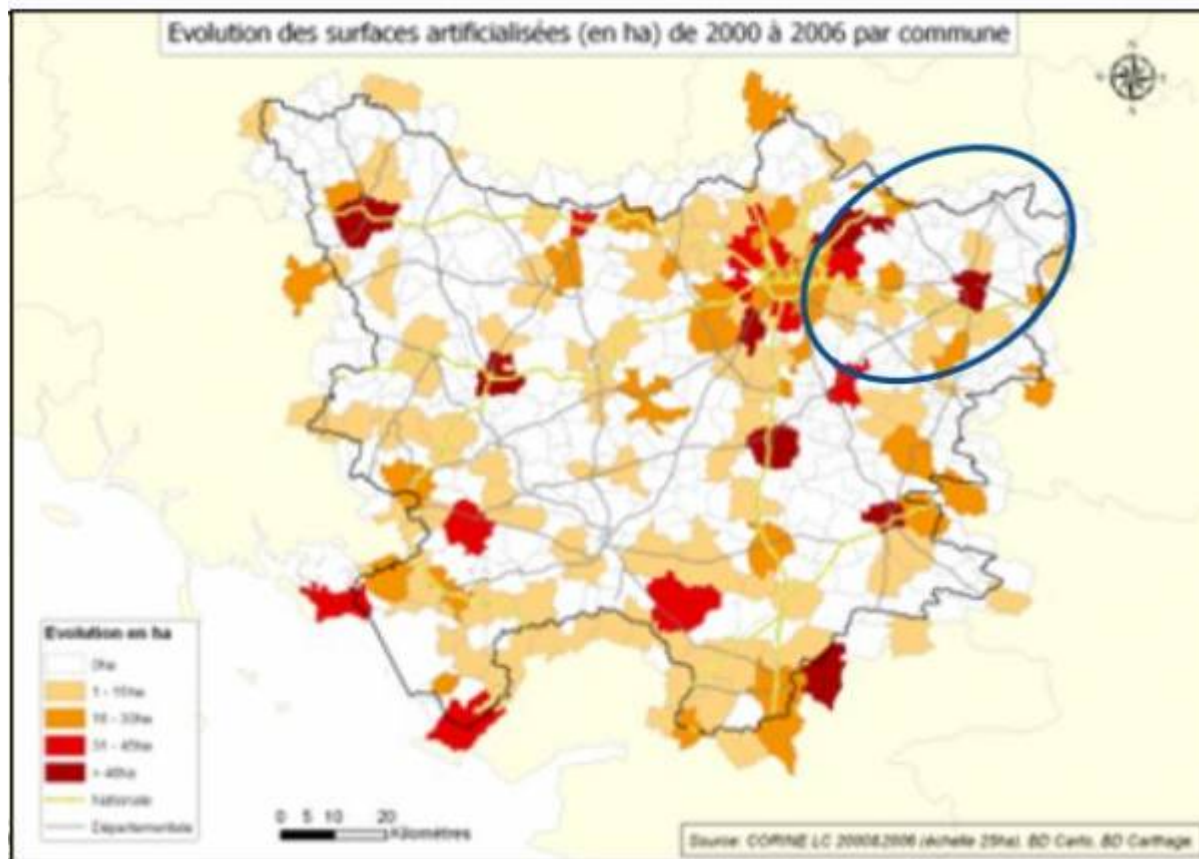 Evolution des surfaces artificialisées (en ha) de 2000 à 2006 par commune
Evolution en ha
0ha
1 - 15ha
16 - 30ha
31 - 45ha
Nationale
Départementale
0 5 10 20
Kilomètres
Source: CORINE LC 2000&2006 (échelle 25ha), BD Carto, BD Carthage